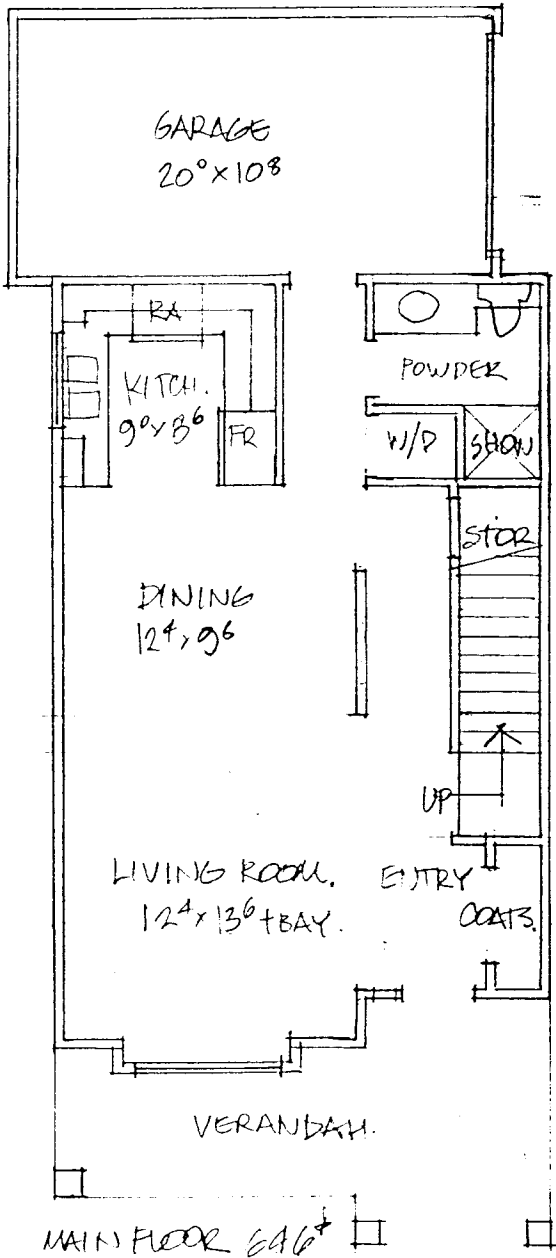 GARAGE
20⁰ x 10⁸
RA
KITCH.
9⁰ x 8⁶
FR
POWDER
W/D
SHOW
STOR
DINING
12⁴ x 9⁶
UP
LIVING ROOM.
12⁴ x 13⁶ + BAY.
ENTRY
COATS.
VERANDAH.
MAIN FLOOR 646